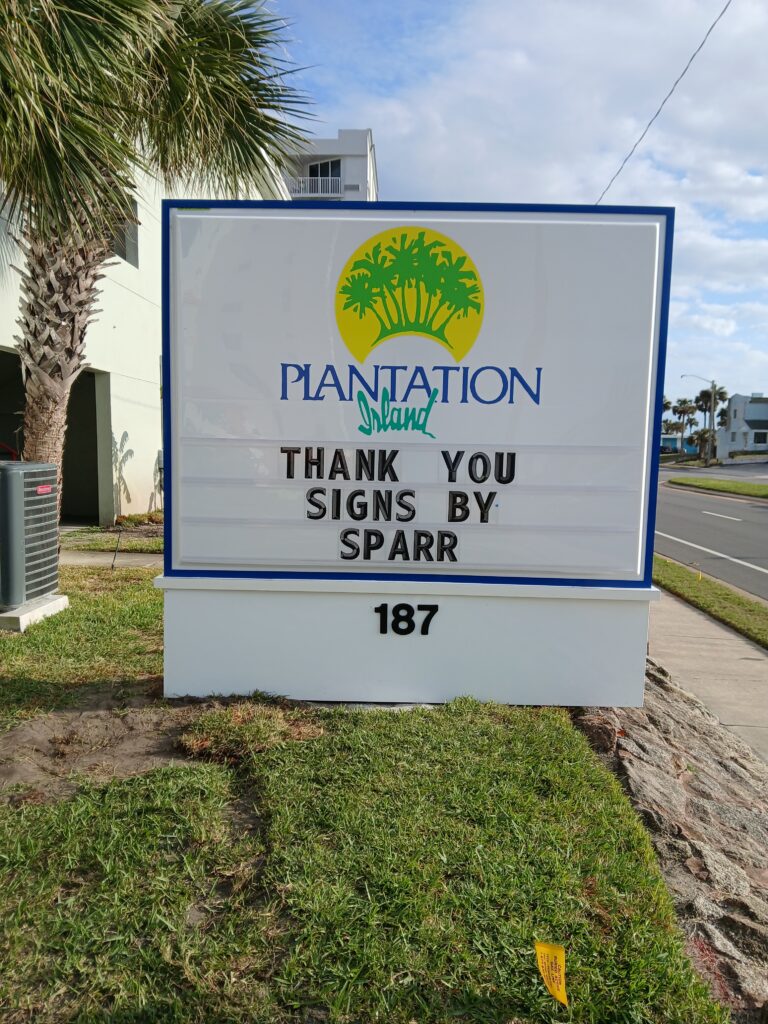 PLANTATION
Island
THANK YOU
SIGNS BY
SPARR
187